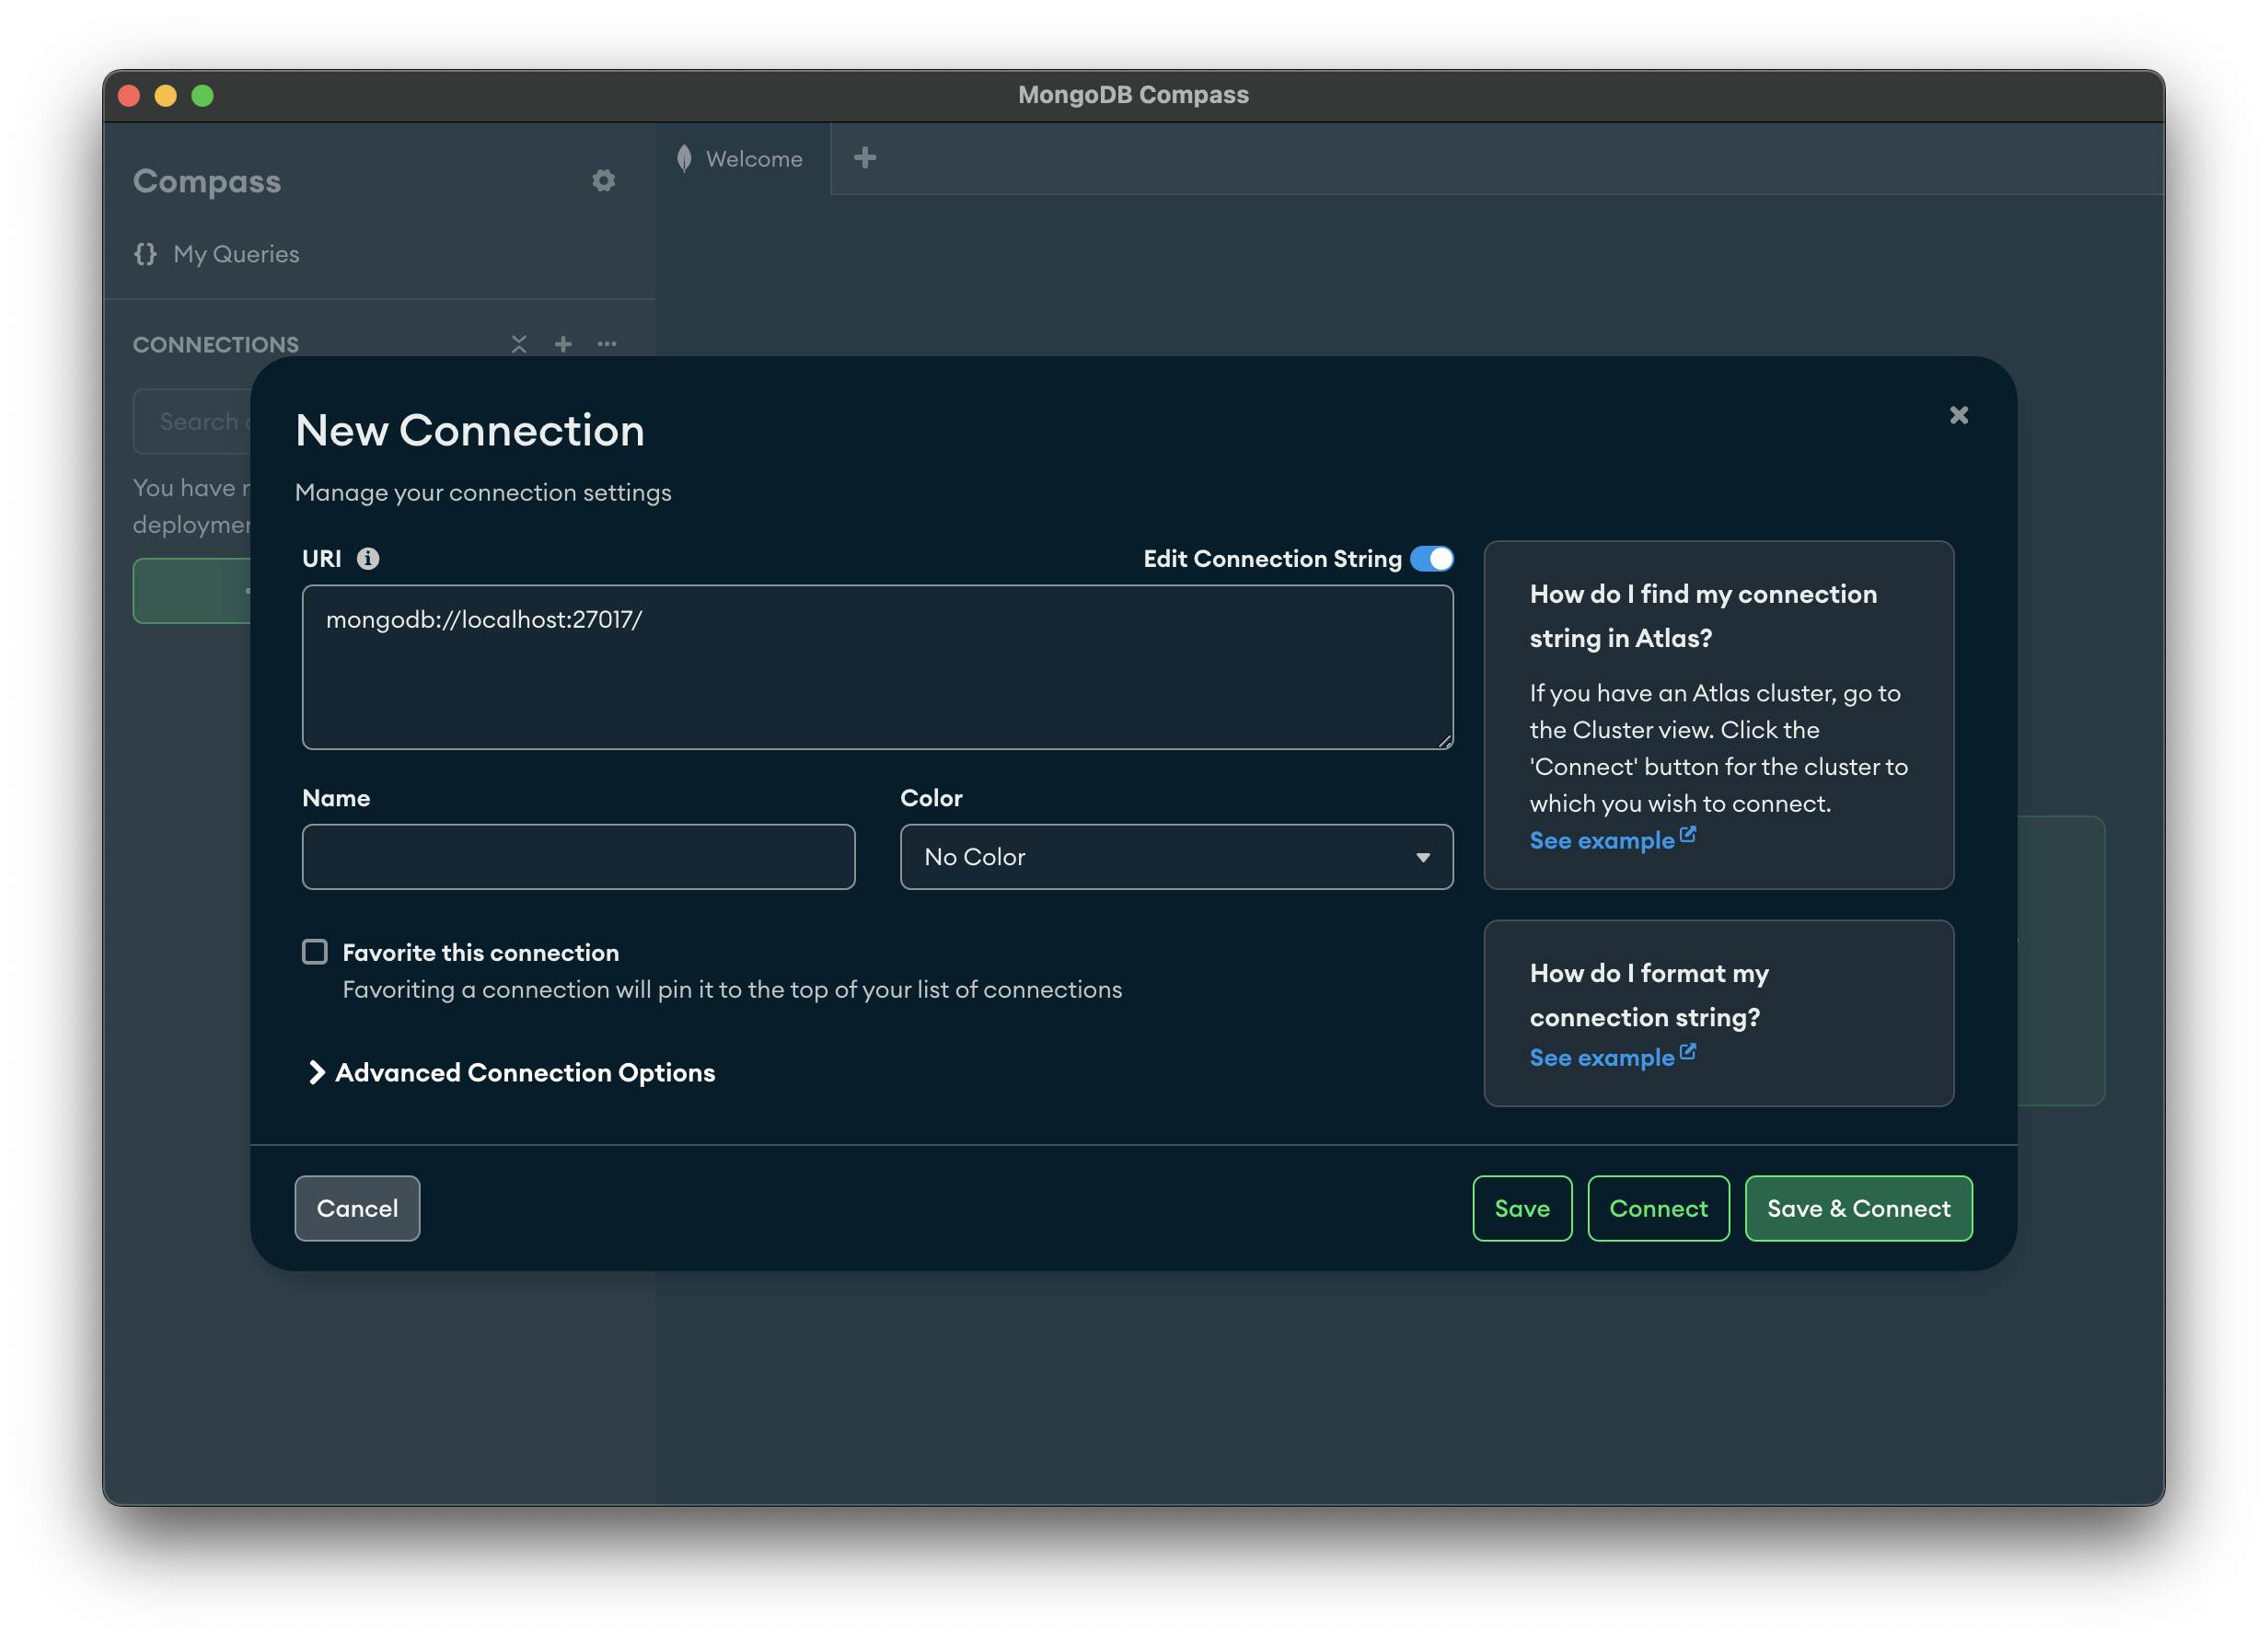 MongoDB Compass
Compass
Welcome
My Queries
CONNECTIONS
Search
You have
New Connection
Manage your connection settings
URI
Edit Connection String
mongodb://localhost:27017/
Name
Color
No Color
Favorite this connection
Favoriting a connection will pin it to the top of your list of connections
Advanced Connection Options
How do I find my connection
string in Atlas?
If you have an Atlas cluster, go to
the Cluster view. Click the
'Connect' button for the cluster to
which you wish to connect.
See example
How do I format my
connection string?
See example
Cancel
Save
Connect
Save & Connect